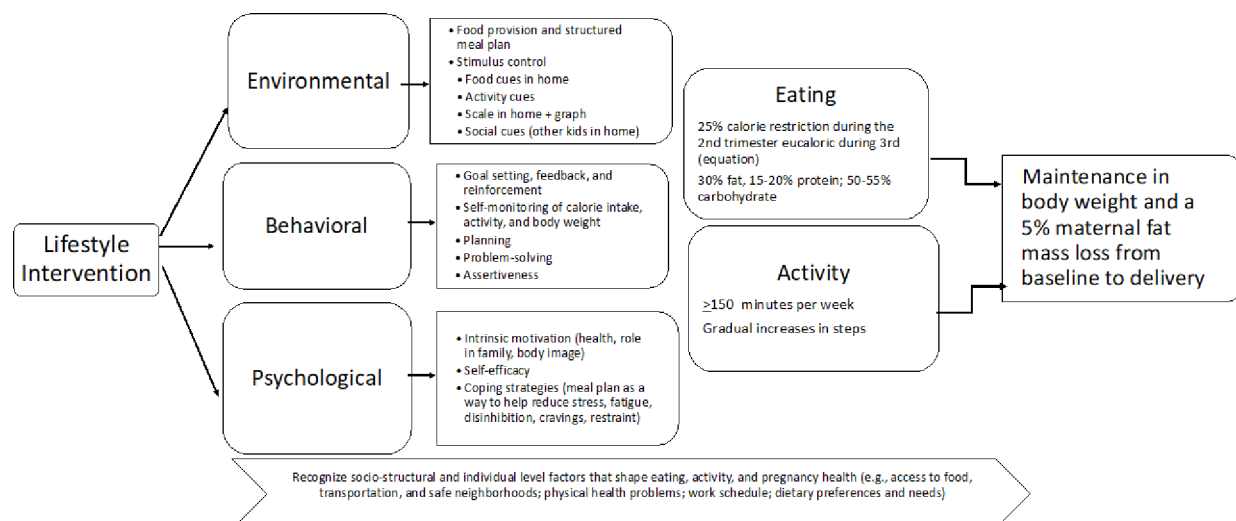 Lifestyle
Intervention
Environmental
• Food provision and structured
meal plan
• Stimulus control
• Food cues in home
• Activity cues
• Scale in home + graph
• Social cues (other kids in home)
Behavioral
• Goal setting, feedback, and
reinforcement
• Self-monitoring of calorie intake,
activity, and body weight
• Planning
• Problem-solving
• Assertiveness
Psychological
• Intrinsic motivation (health, role
in family, body image)
• Self-efficacy
• Coping strategies (meal plan as a
way to help reduce stress, fatigue,
disinhibition, cravings, restraint)
Eating
25% calorie restriction during the
2nd trimester eucaloric during 3rd
(equation)
30% fat, 15-20% protein; 50-55%
carbohydrate
Activity
≥150 minutes per week
Gradual increases in steps
Maintenance in
body weight and a
5% maternal fat
mass loss from
baseline to delivery
Recognize socio-structural and individual level factors that shape eating, activity, and pregnancy health (e.g., access to food,
transportation, and safe neighborhoods; physical health problems; work schedule; dietary preferences and needs)